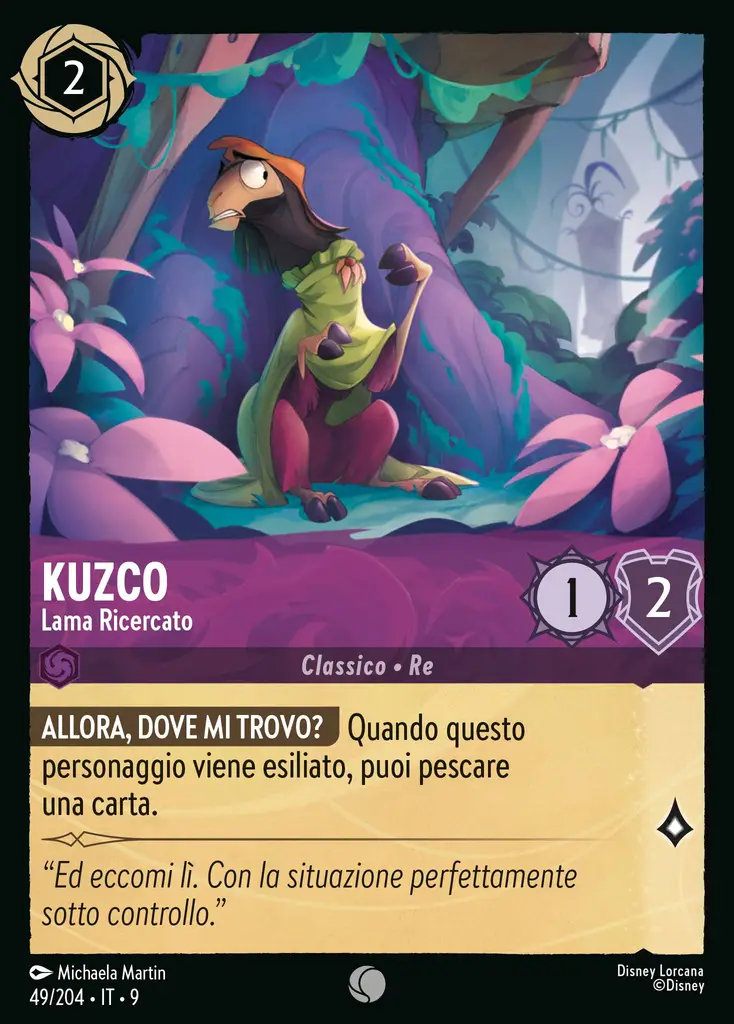 2
KUZCO
Lama Ricercato
1
2
Classico • Re
ALLORA, DOVE MI TROVO? Quando questo
personaggio viene esiliato, puoi pescare
una carta.
“Ed eccomi lì. Con la situazione perfettamente
sotto controllo.”
Michaela Martin
49/204 • IT • 9
Disney Lorcana
©Disney